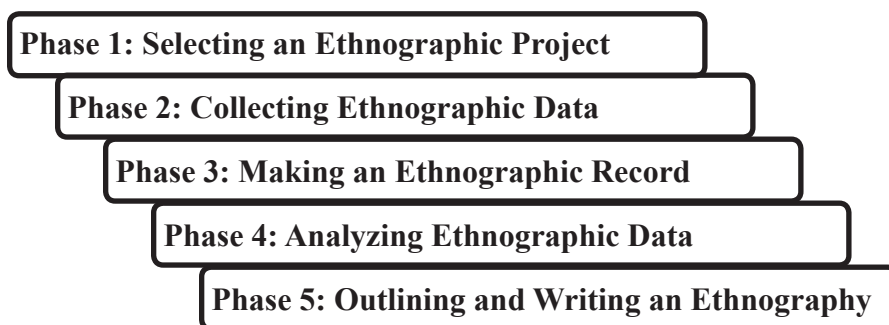 Phase 1: Selecting an Ethnographic Project
Phase 2: Collecting Ethnographic Data
Phase 3: Making an Ethnographic Record
Phase 4: Analyzing Ethnographic Data
Phase 5: Outlining and Writing an Ethnography